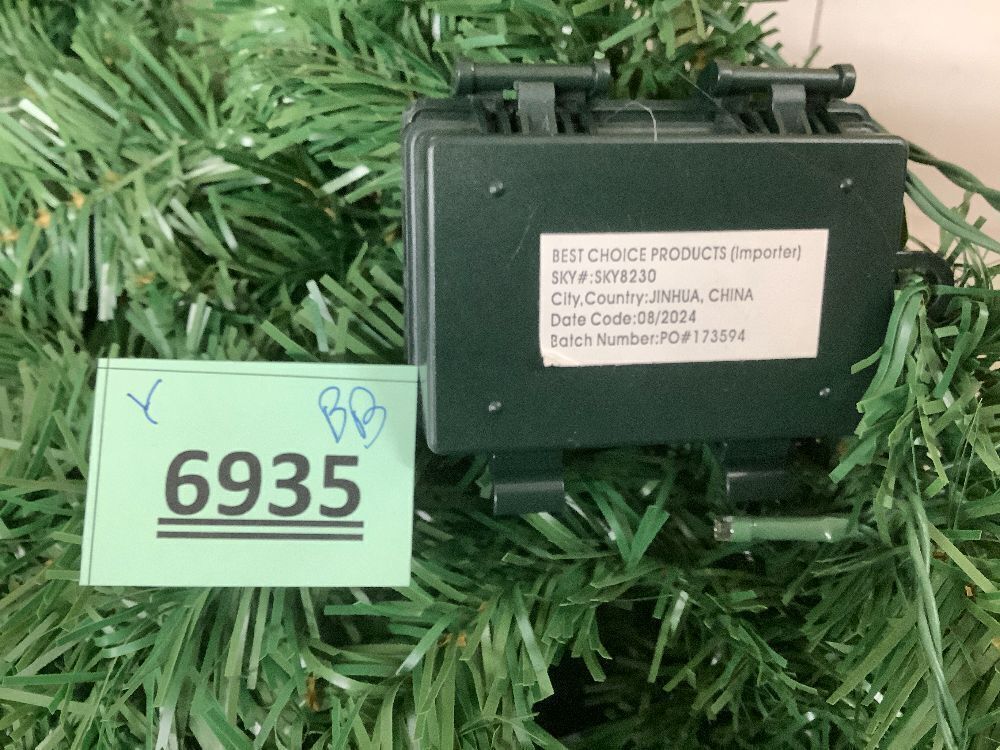 BEST CHOICE PRODUCTS (Importer)
SKY#:SKY8230
City,Country:JINHUA, CHINA
Date Code:08/2024
Batch Number:PO#173594
BB
6935